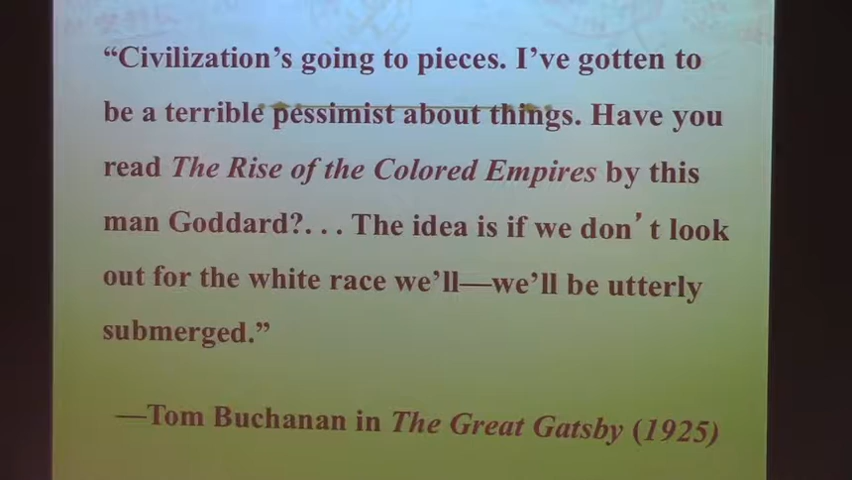 “Civilization’s going to pieces. I’ve gotten to
be a terrible pessimist about things. Have you
read The Rise of the Colored Empires by this
man Goddard?. . . The idea is if we don’t look
out for the white race we’ll—we’ll be utterly
submerged.”
—Tom Buchanan in The Great Gatsby (1925)